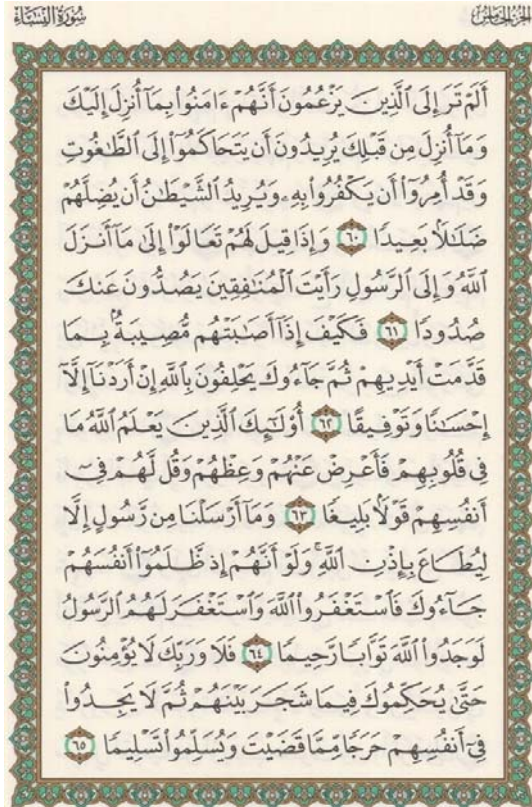 الجزء الخامس
سورة النساء
أَلَمْ تَرَ إِلَى ٱلَّذِينَ يَزْعُمُونَ أَنَّهُمْ ءَامَنُوا۟ بِمَآ أُنزِلَ إِلَيْكَ
وَمَآ أُنزِلَ مِن قَبْلِكَ يُرِيدُونَ أَن يَتَحَاكَمُوٓا۟ إِلَى ٱلطَّٰغُوتِ
وَقَدْ أُمِرُوٓا۟ أَن يَكْفُرُوا۟ بِهِۦ وَيُرِيدُ ٱلشَّيْطَٰنُ أَن يُضِلَّهُمْ
ضَلَٰلًۢا بَعِيدًا ٦٠ وَإِذَا قِيلَ لَهُمْ تَعَالَوْا۟ إِلَىٰ مَآ أَنزَلَ
ٱللَّهُ وَإِلَى ٱلرَّسُولِ رَأَيْتَ ٱلْمُنَٰفِقِينَ يَصُدُّونَ عَنكَ
صُدُودًا ٦١ فَكَيْفَ إِذَآ أَصَٰبَتْهُم مُّصِيبَةٌۢ بِمَا
قَدَّمَتْ أَيْدِيهِمْ ثُمَّ جَآءُوكَ يَحْلِفُونَ بِٱللَّهِ إِنْ أَرَدْنَآ إِلَّآ
إِحْسَٰنًا وَتَوْفِيقًا ٦٢ أُو۟لَٰٓئِكَ ٱلَّذِينَ يَعْلَمُ ٱللَّهُ مَا
فِى قُلُوبِهِمْ فَأَعْرِضْ عَنْهُمْ وَعِظْهُمْ وَقُل لَّهُمْ فِىٓ
أَنفُسِهِمْ قَوْلًۢا بَلِيغًا ٦٣ وَمَآ أَرْسَلْنَا مِن رَّسُولٍ إِلَّا
لِيُطَاعَ بِإِذْنِ ٱللَّهِ ۚ وَلَوْ أَنَّهُمْ إِذ ظَّلَمُوٓا۟ أَنفُسَهُمْ
جَآءُوكَ فَٱسْتَغْفَرُوا۟ ٱللَّهَ وَٱسْتَغْفَرَ لَهُمُ ٱلرَّسُولُ
لَوَجَدُوا۟ ٱللَّهَ تَوَّابًا رَّحِيمًا ٦٤ فَلَا وَرَبِّكَ لَا يُؤْمِنُونَ
حَتَّىٰ يُحَكِّمُوكَ فِيمَا شَجَرَ بَيْنَهُمْ ثُمَّ لَا يَجِدُوا۟
فِىٓ أَنفُسِهِمْ حَرَجًا مِّمَّا قَضَيْتَ وَيُسَلِّمُوا۟ تَسْلِيمًا ٦٥